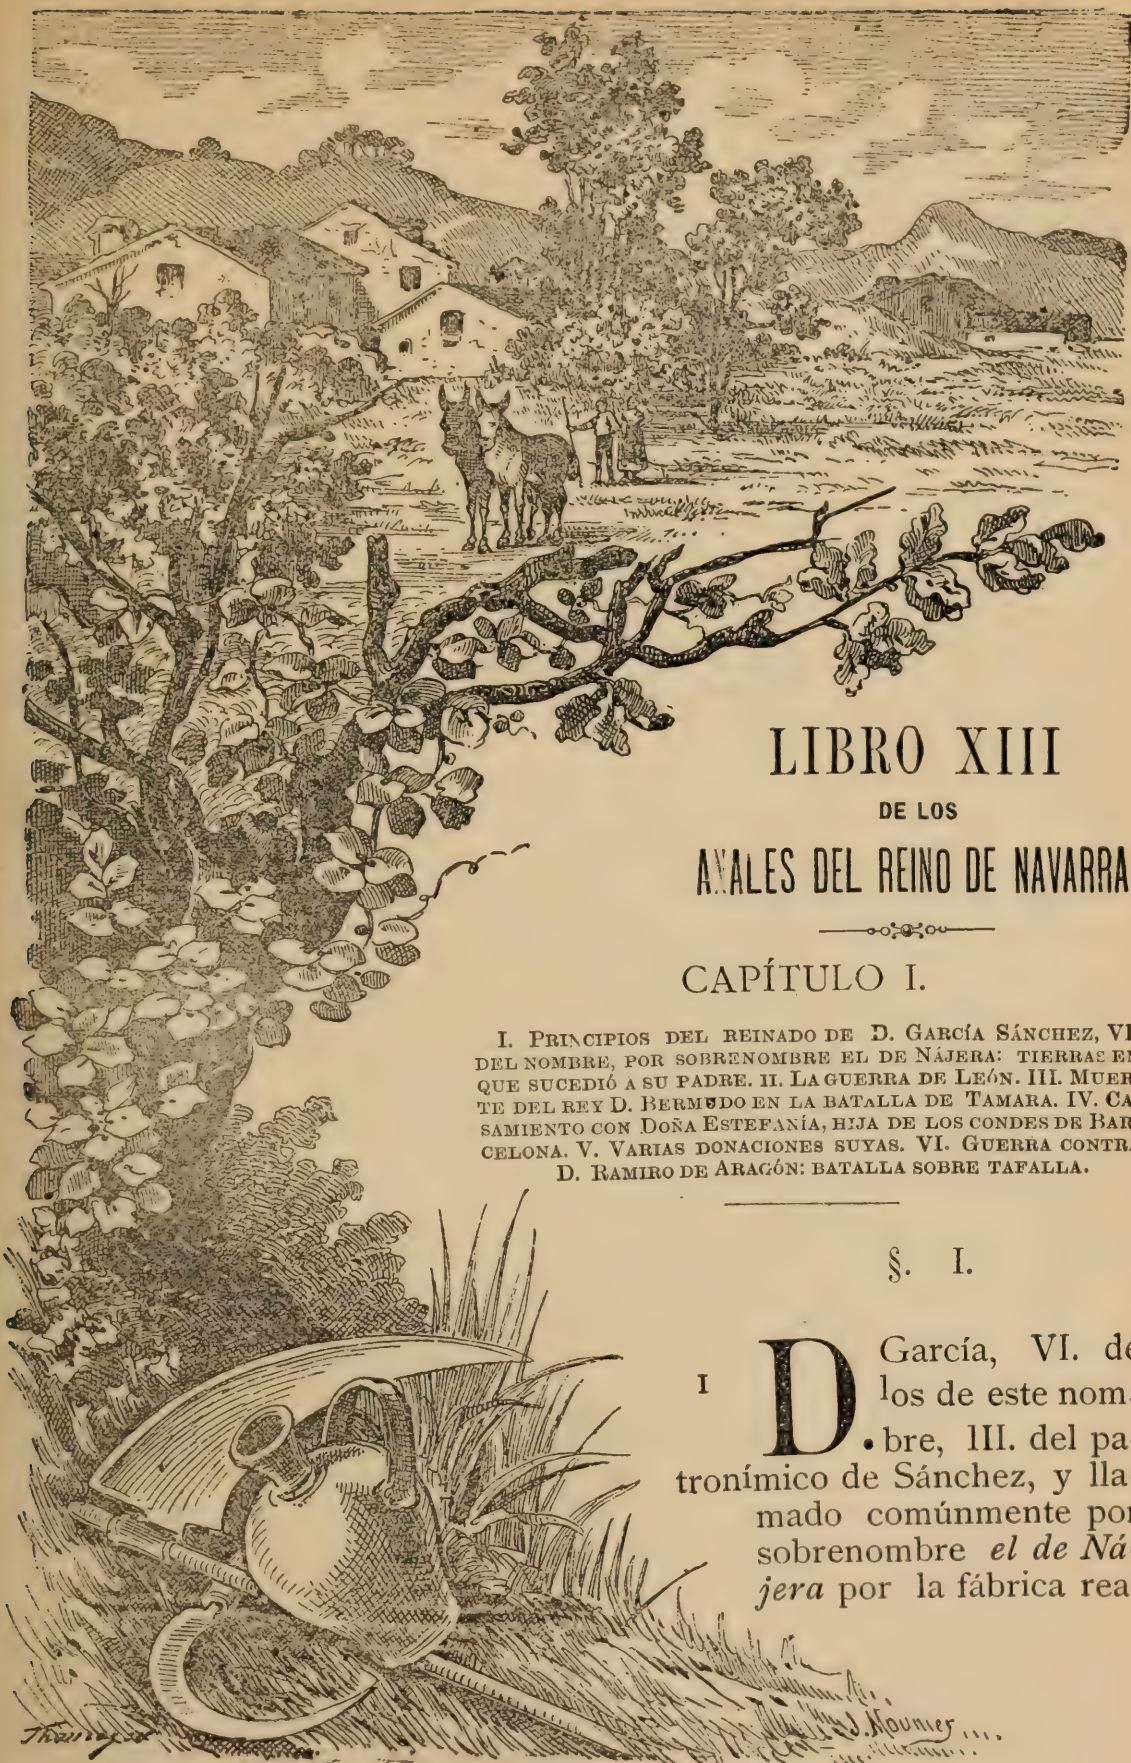 LIBRO XIII
DE LOS
ANALES DEL REINO DE NAVARRA
CAPÍTULO I.
I. PRINCIPIOS DEL REINADO DE D. GARCÍA SÁNCHEZ, VI
DEL NOMBRE, POR SOBRENOMBRE EL DE NÁJERA: TIERRAS EN
QUE SUCEDIÓ A SU PADRE. II. LA GUERRA DE LEÓN. III. MUER
TE DEL REY D. BERMUDO EN LA BATALLA DE TAMARA. IV. CA
SAMIENTO CON DOÑA ESTEFANÍA, HIJA DE LOS CONDES DE BAR
CELONA. V. VARIAS DONACIONES SUYAS. VI. GUERRA CONTRA
D. RAMIRO DE ARAGÓN: BATALLA SOBRE TAFALLA.
§. I.
1 D. García, VI. de
los de este nom-
bre, III. del pa-
tronímico de Sánchez, y lla-
mado comúnmente por
sobrenombre el de Ná-
jera por la fábrica rea